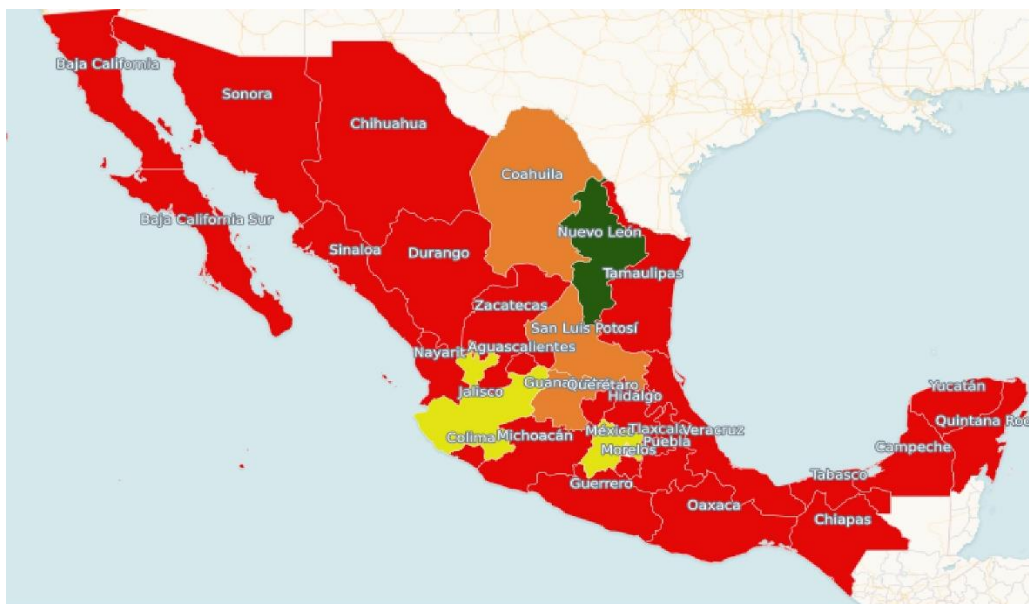 Baja California
Sonora
Chihuahua
Coahuila
Baja California Sur
Nuevo León
Sinaloa
Durango
Tamaulipas
Zacatecas
San Luis Potosí
Nayarit
Aguascalientes
Querétaro
Yucatán
Jalisco
Hidalgo
Quintana Roo
Colima
Michoacán
México
Tlaxcala
Veracruz
Puebla
Morelos
Campeche
Tabasco
Guerrero
Oaxaca
Chiapas